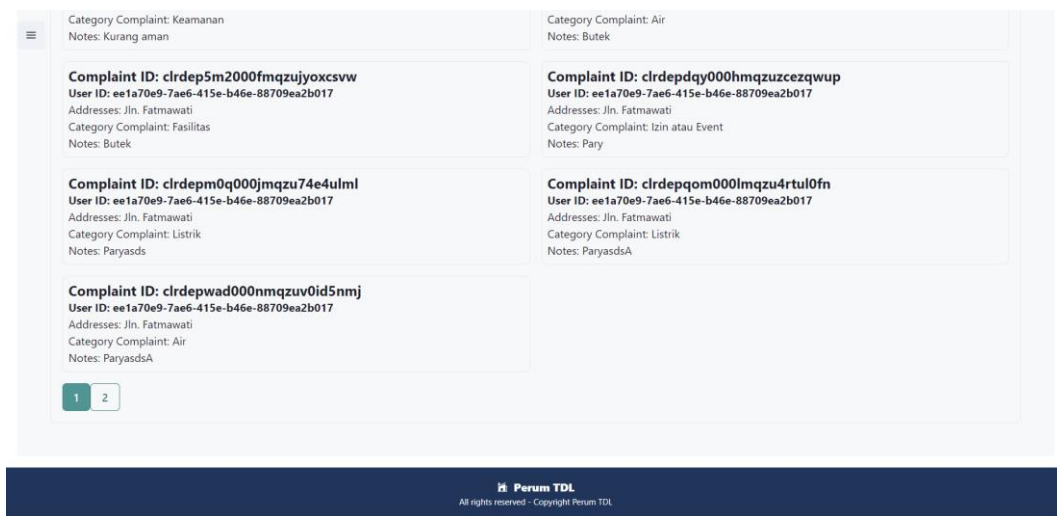 Category Complaint: Keamanan
Notes: Kurang aman
Category Complaint: Air
Notes: Butek
Complaint ID: clrdep5m2000fmqzujyoxcsvw
User ID: ee1a70e9-7ae6-415e-b46e-88709ea2b017
Addresses: Jln. Fatmawati
Category Complaint: Fasilitas
Notes: Butek
Complaint ID: clrdepdqy000hmqzuzcezqwup
User ID: ee1a70e9-7ae6-415e-b46e-88709ea2b017
Addresses: Jln. Fatmawati
Category Complaint: Izin atau Event
Notes: Pary
Complaint ID: clrdepm0q000jmqzu74e4ulml
User ID: ee1a70e9-7ae6-415e-b46e-88709ea2b017
Addresses: Jln. Fatmawati
Category Complaint: Listrik
Notes: Paryasds
Complaint ID: clrdepqom000lmqzu4rtul0fn
User ID: ee1a70e9-7ae6-415e-b46e-88709ea2b017
Addresses: Jln. Fatmawati
Category Complaint: Listrik
Notes: ParyasdsA
Complaint ID: clrdepwad000nmqzuv0id5nmj
User ID: ee1a70e9-7ae6-415e-b46e-88709ea2b017
Addresses: Jln. Fatmawati
Category Complaint: Air
Notes: ParyasdsA
1 2
Perum TDL
All rights reserved - Copyright Perum TDL